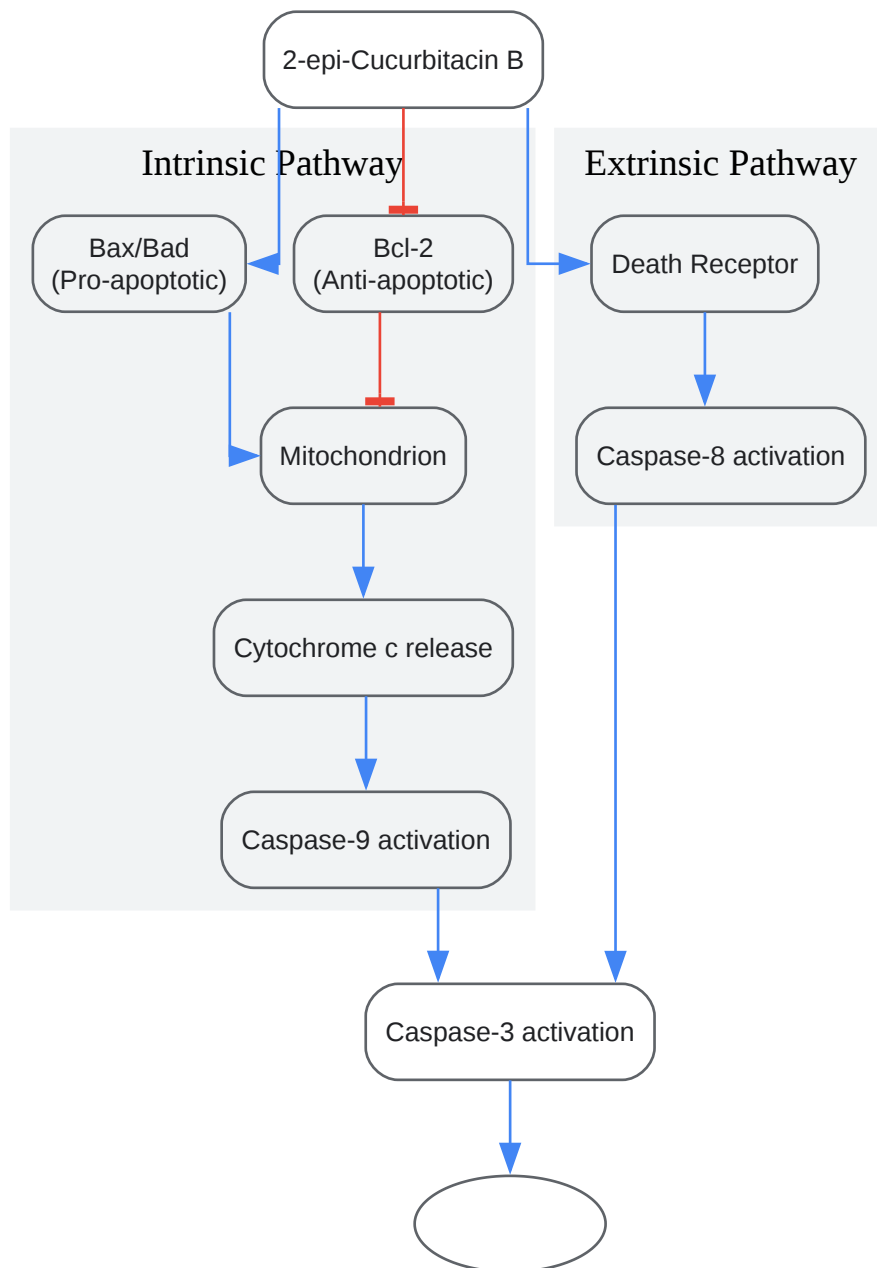 2-epi-Cucurbitacin B
Intrinsic Pathway
Extrinsic Pathway
Bax/Bad
(Pro-apoptotic)
Bcl-2
(Anti-apoptotic)
Death Receptor
Mitochondrion
Caspase-8 activation
Cytochrome c release
Caspase-9 activation
Caspase-3 activation